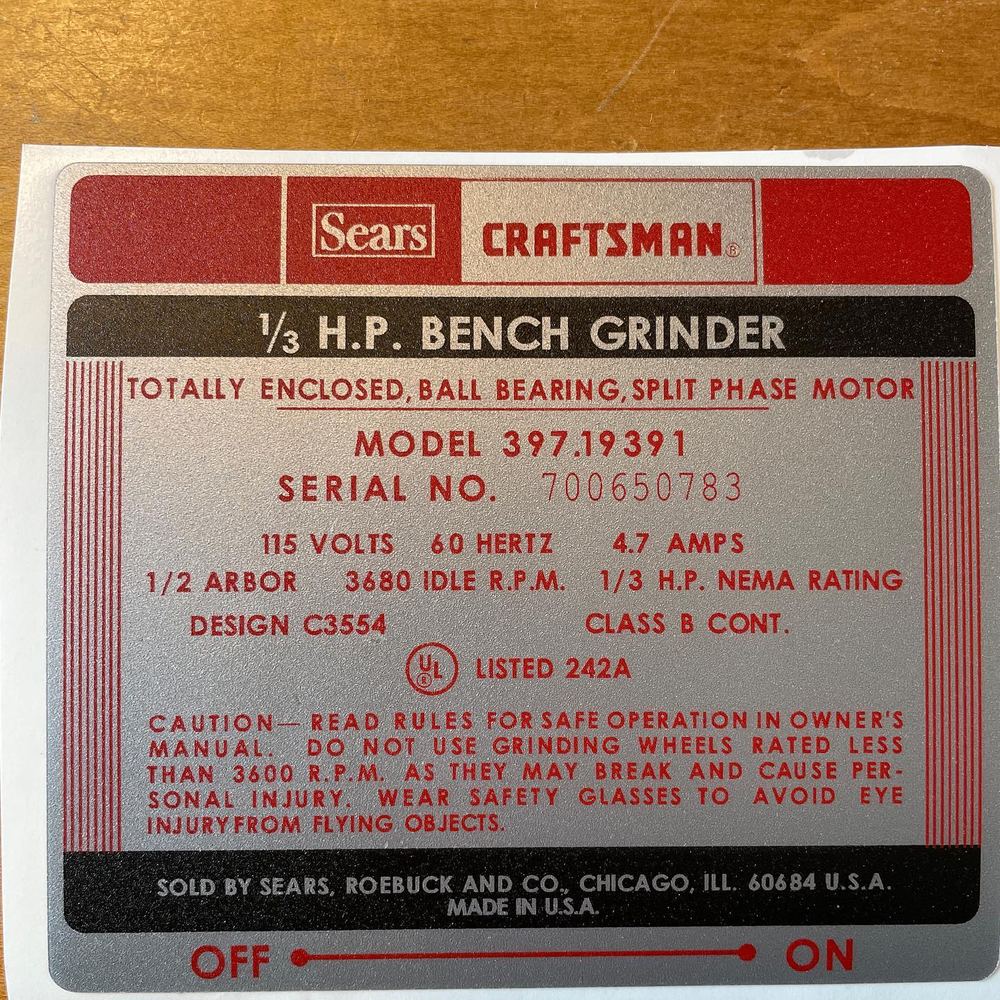 Sears CRAFTSMAN®
1/3 H.P. BENCH GRINDER
TOTALLY ENCLOSED, BALL BEARING, SPLIT PHASE MOTOR
MODEL 397.19391
SERIAL NO. 700650783
115 VOLTS 60 HERTZ 4.7 AMPS
1/2 ARBOR 3680 IDLE R.P.M. 1/3 H.P. NEMA RATING
DESIGN C3554 CLASS B CONT.
UL® LISTED 242A
CAUTION— READ RULES FOR SAFE OPERATION IN OWNER'S
MANUAL. DO NOT USE GRINDING WHEELS RATED LESS
THAN 3600 R.P.M. AS THEY MAY BREAK AND CAUSE PER-
SONAL INJURY. WEAR SAFETY GLASSES TO AVOID EYE
INJURY FROM FLYING OBJECTS.
SOLD BY SEARS, ROEBUCK AND CO., CHICAGO, ILL. 60684 U.S.A.
MADE IN U.S.A.
OFF ON